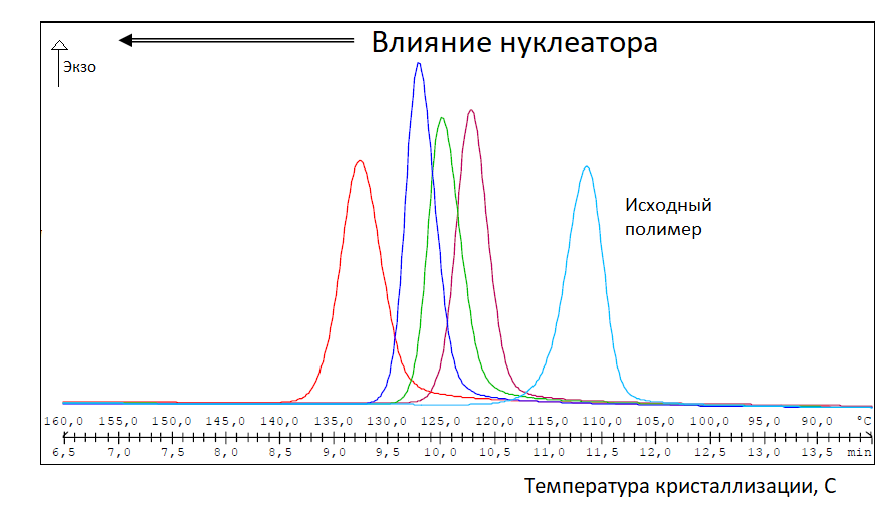 Влияние нуклеатора
Экзо
Исходный
полимер
160,0 155,0 150,0 145,0 140,0 135,0 130,0 125,0 120,0 115,0 110,0 105,0 100,0 95,0 90,0 °C
6,5 7,0 7,5 8,0 8,5 9,0 9,5 10,0 10,5 11,0 11,5 12,0 12,5 13,0 13,5 min
Температура кристаллизации, С